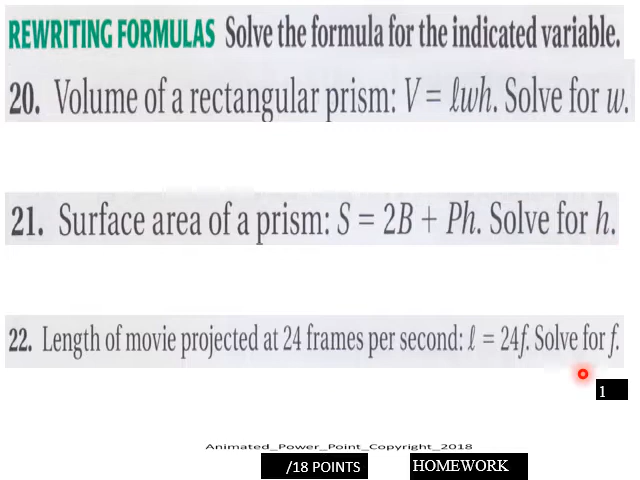 REWRITING FORMULAS Solve the formula for the indicated variable.
20. Volume of a rectangular prism: V = ℓwh. Solve for w.
21. Surface area of a prism: S = 2B + Ph. Solve for h.
22. Length of movie projected at 24 frames per second: ℓ = 24f. Solve for f.
1
Animated_Power_Point_Copyright_2018
/18 POINTS HOMEWORK